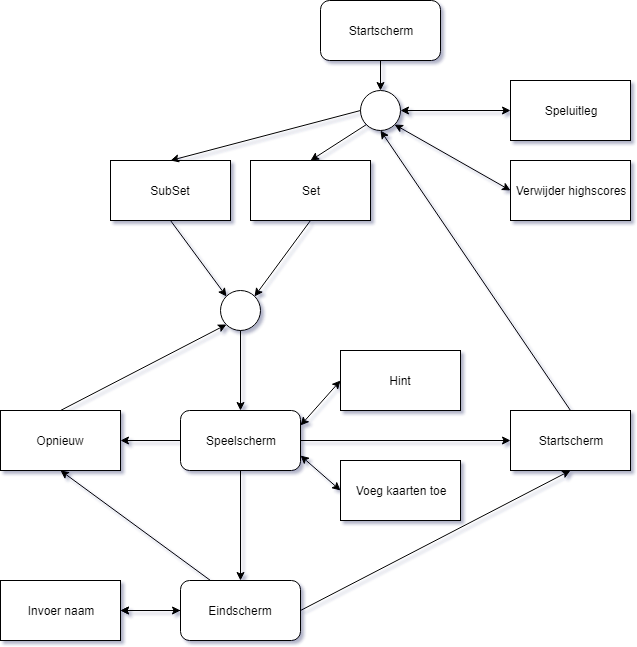 Startscherm
Speluitleg
SubSet
Set
Verwijder highscores
Hint
Opnieuw
Speelscherm
Startscherm
Voeg kaarten toe
Invoer naam
Eindscherm